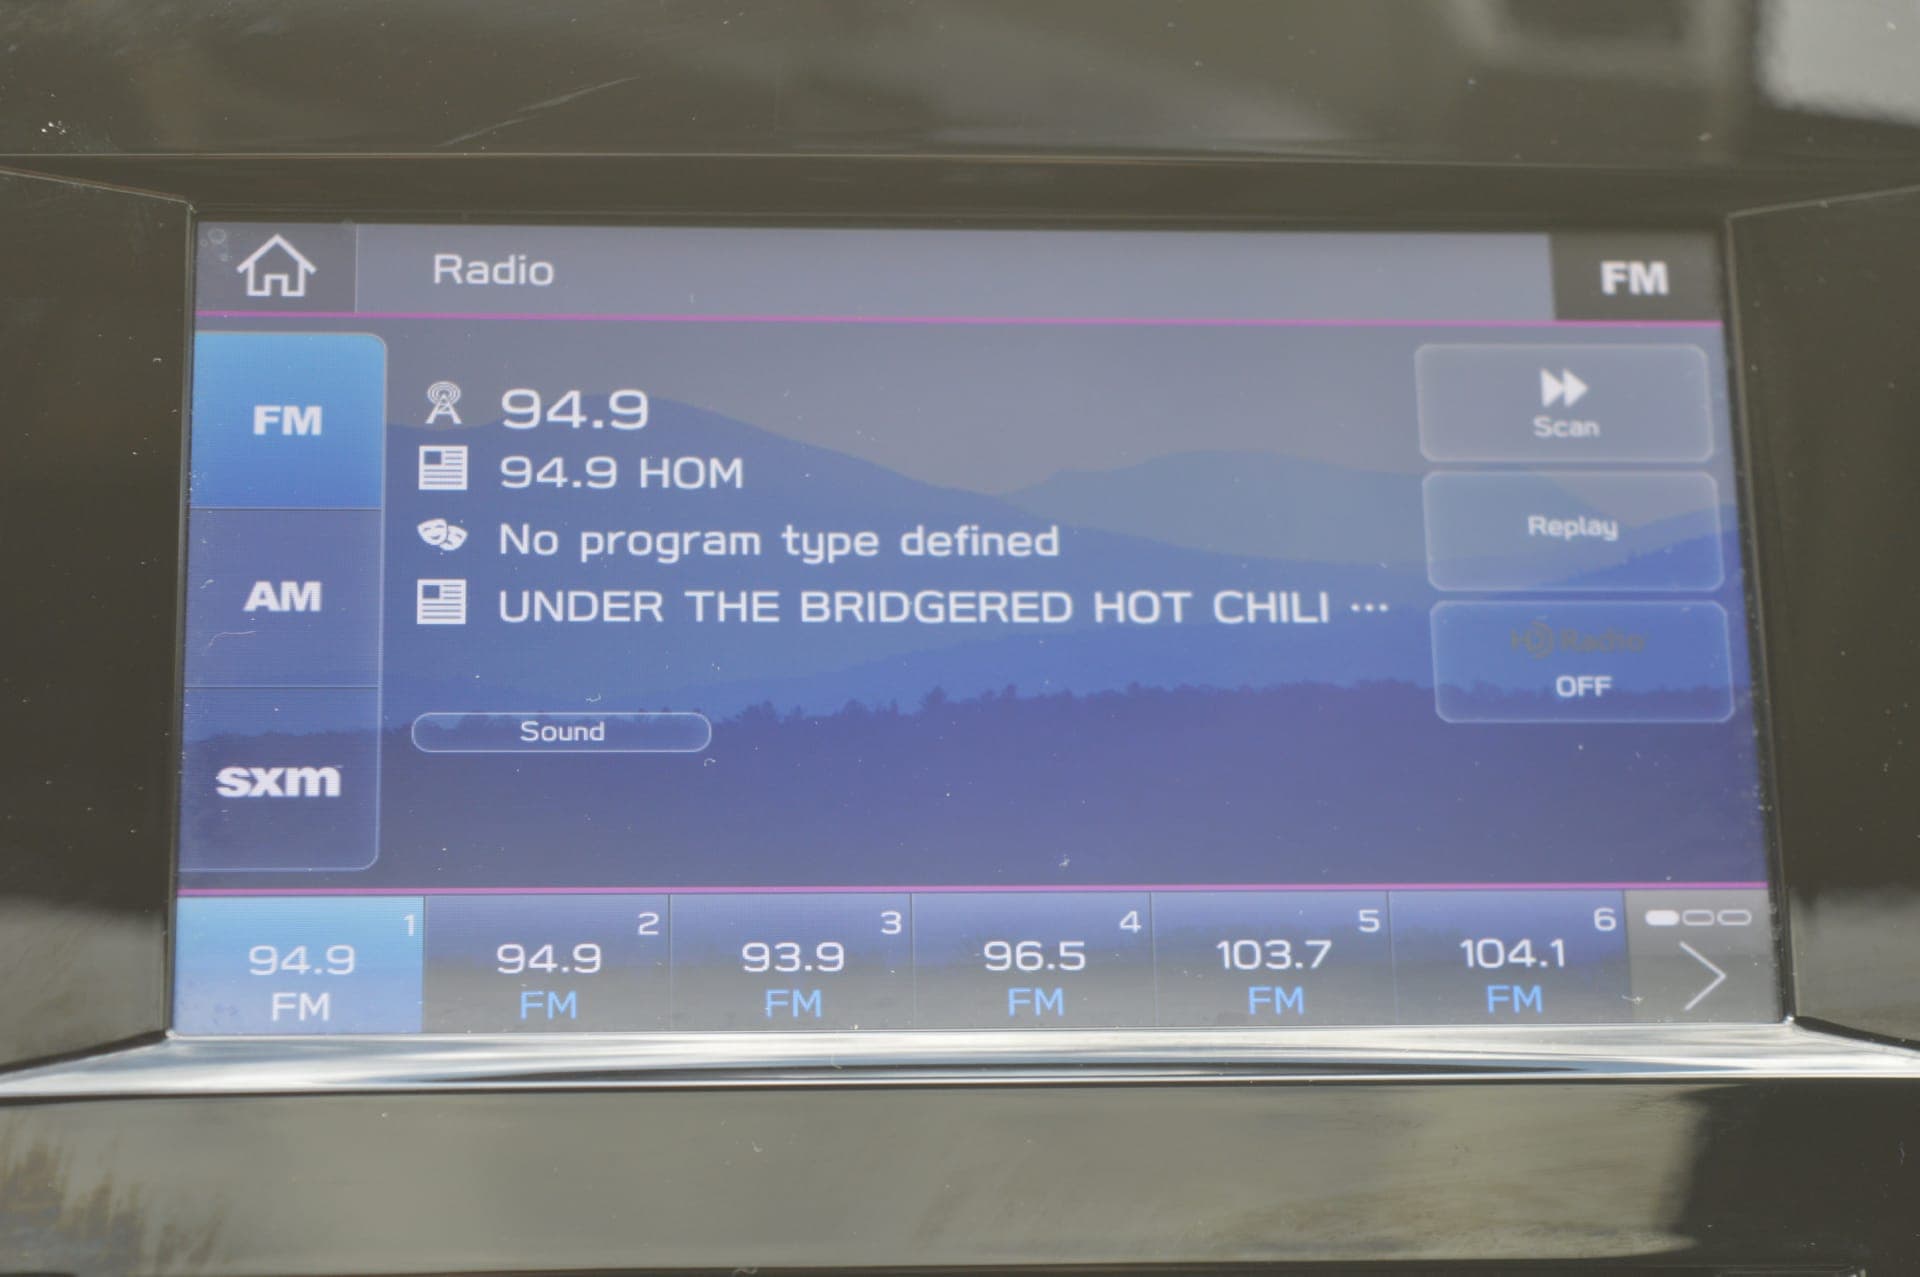 Radio
FM
FM
AM
sxm
94.9
94.9 HOM
No program type defined
UNDER THE BRIDGERED HOT CHILI ...
Sound
Scan
Replay
HD Radio
OFF
1
94.9
FM
2
94.9
FM
3
93.9
FM
4
96.5
FM
5
103.7
FM
6
104.1
FM